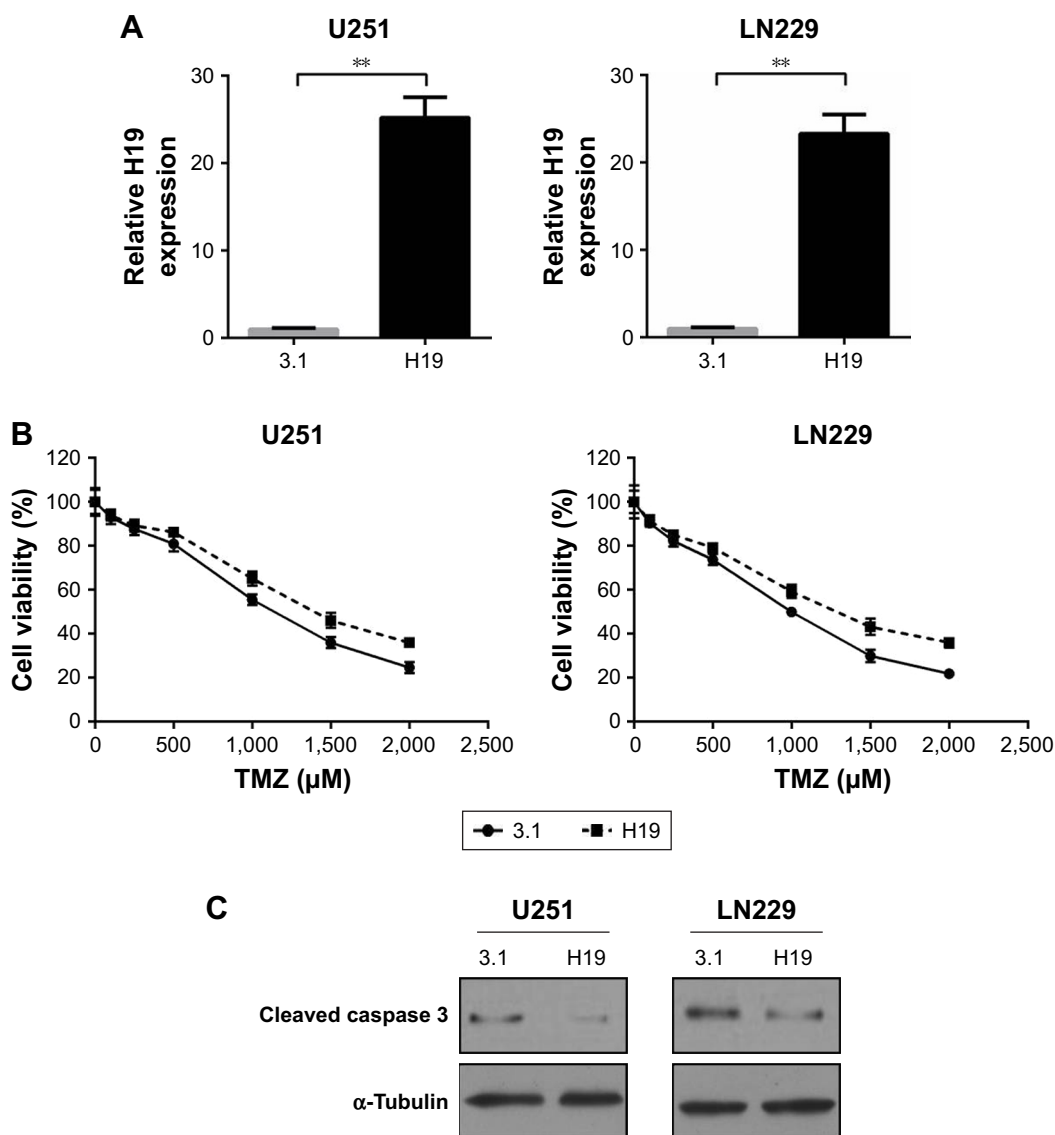 A
U251
LN229
**
**
Relative H19
expression
30
20
10
0
3.1
H19
Relative H19
expression
30
20
10
0
3.1
H19
B
U251
LN229
Cell viability (%)
120
100
80
60
40
20
0
0
500
1,000
1,500
2,000
2,500
TMZ (µM)
Cell viability (%)
120
100
80
60
40
20
0
0
500
1,000
1,500
2,000
2,500
TMZ (µM)
3.1
H19
C
U251
LN229
3.1
H19
3.1
H19
Cleaved caspase 3
α-Tubulin